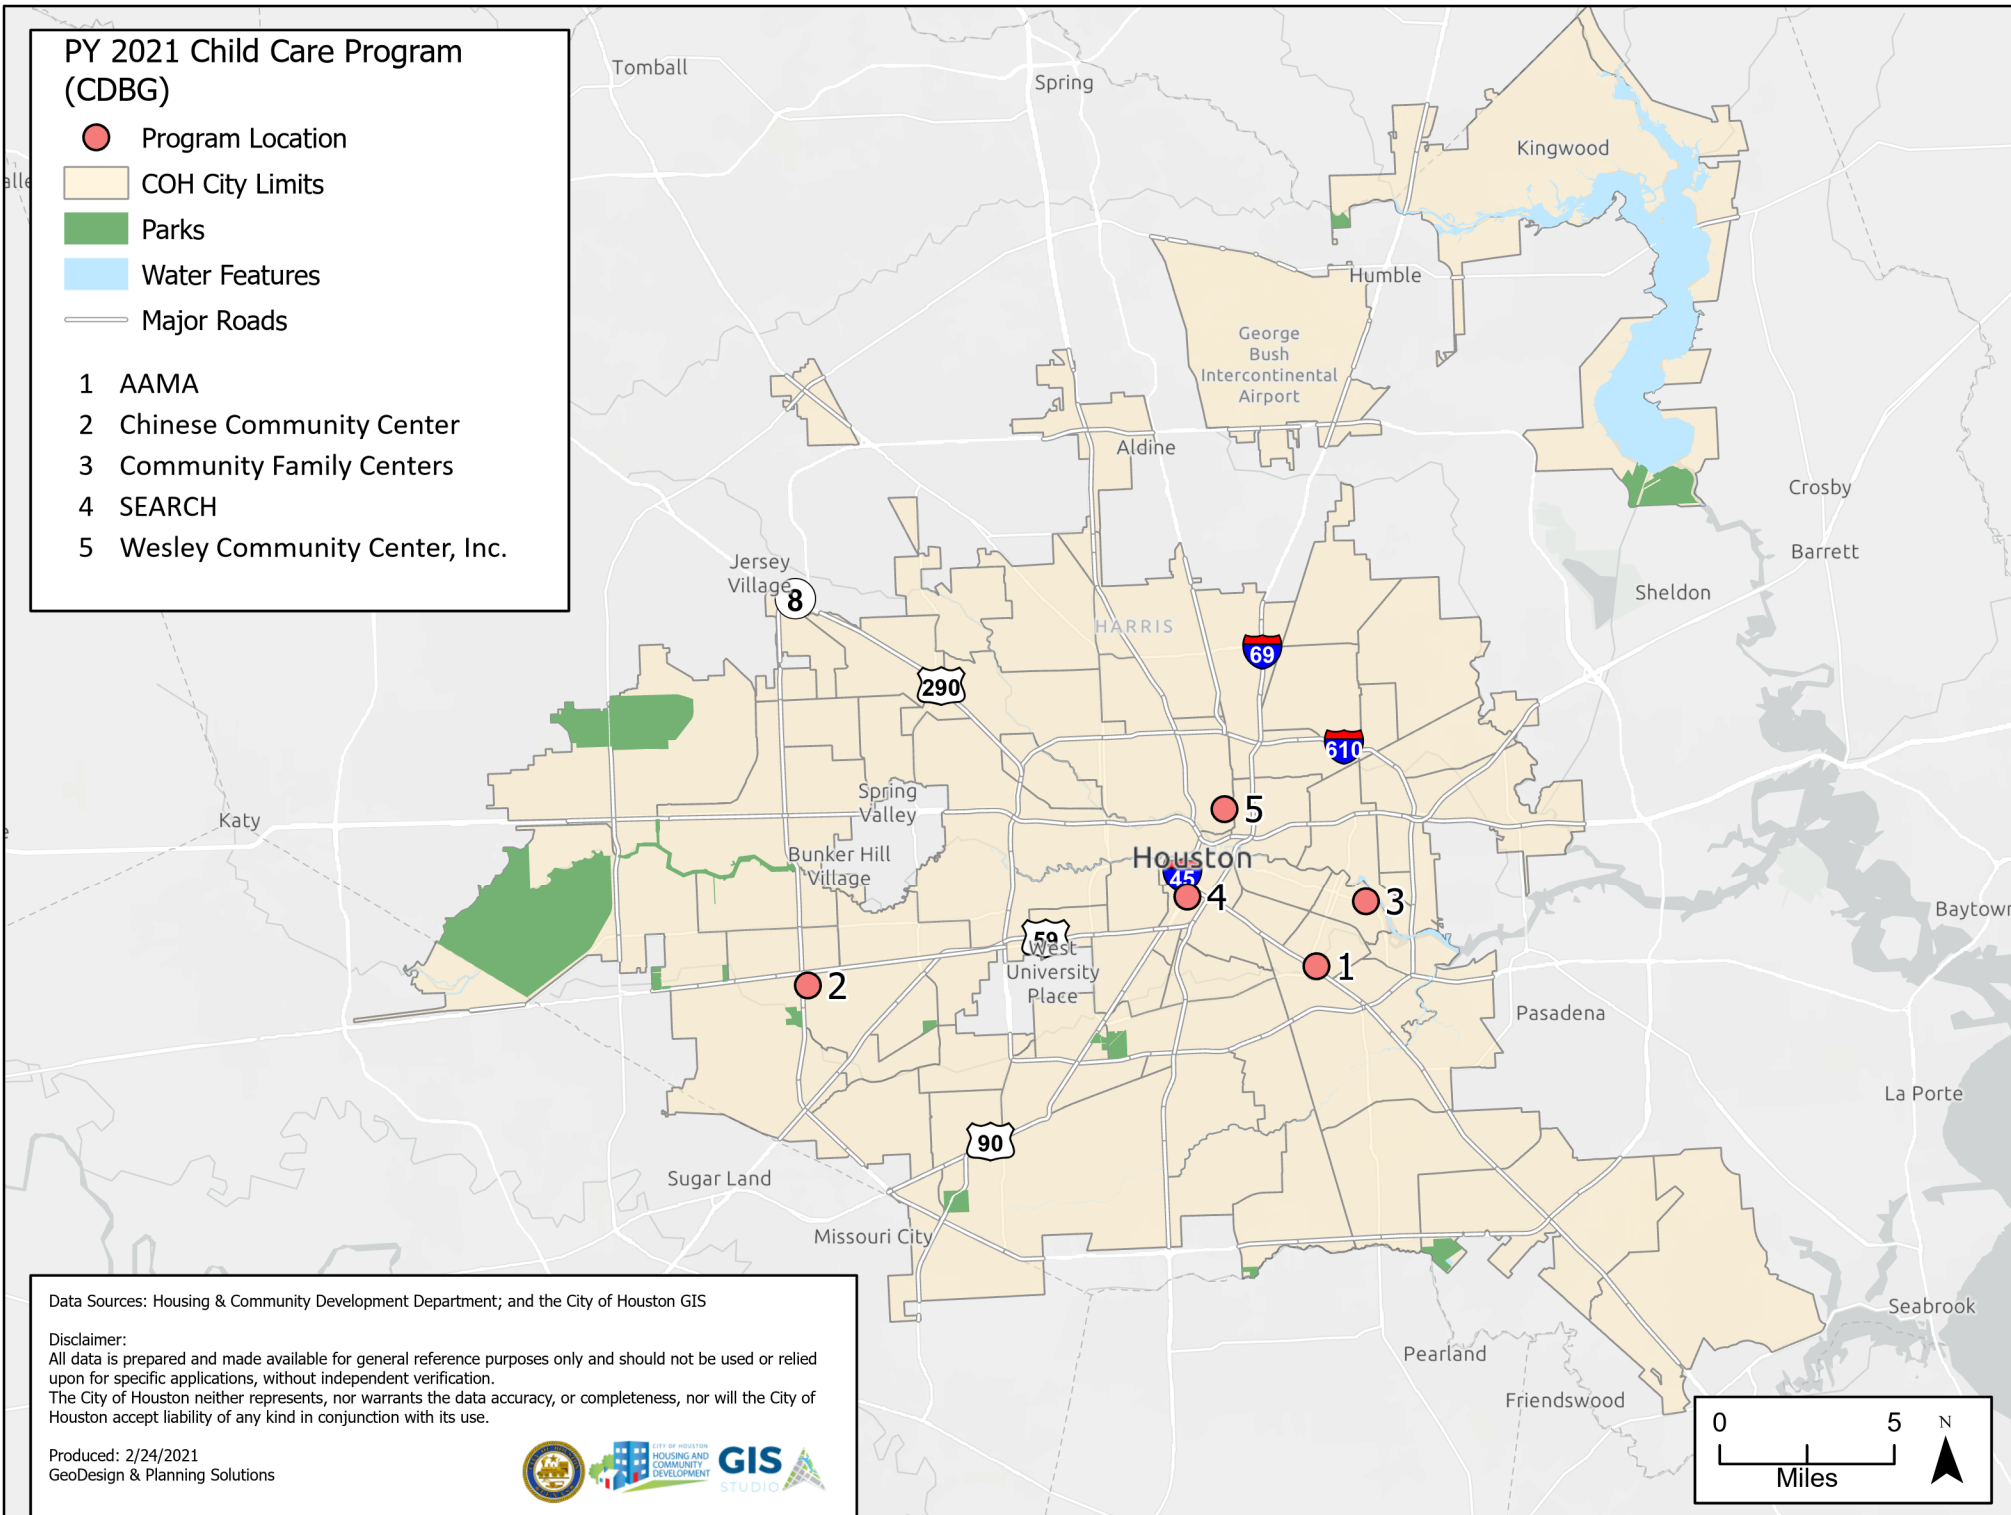 PY 2021 Child Care Program
(CDBG)
Program Location
COH City Limits
Parks
Water Features
Major Roads
1 AAMA
2 Chinese Community Center
3 Community Family Centers
4 SEARCH
5 Wesley Community Center, Inc.
Tomball
Spring
Kingwood
Humble
George
Bush
Intercontinental
Airport
Aldine
Crosby
Barrett
Sheldon
Jersey
Village
8
HARRIS
69
290
610
Spring
Valley
Katy
5
Bunker Hill
Village
Houston
45
4
3
Baytown
59
West
University
Place
1
2
Pasadena
La Porte
90
Sugar Land
Missouri City
Seabrook
Pearland
Friendswood
Data Sources: Housing & Community Development Department; and the City of Houston GIS
Disclaimer:
All data is prepared and made available for general reference purposes only and should not be used or relied
upon for specific applications, without independent verification.
The City of Houston neither represents, nor warrants the data accuracy, or completeness, nor will the City of
Houston accept liability of any kind in conjunction with its use.
Produced: 2/24/2021
GeoDesign & Planning Solutions
CITY OF HOUSTON
HOUSING AND
COMMUNITY
DEVELOPMENT
GIS
STUDIO
0 5 N
Miles